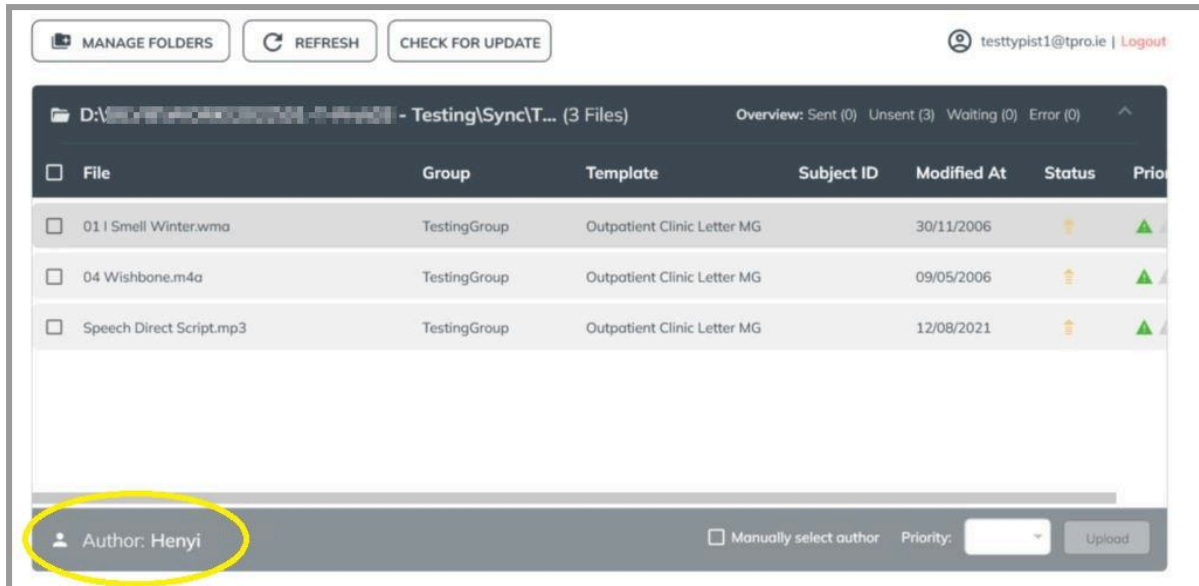 MANAGE FOLDERS REFRESH CHECK FOR UPDATE testtypist1@tpro.ie | Logout
D:\ - Testing\Sync\T... (3 Files) Overview: Sent (0) Unsent (3) Waiting (0) Error (0)
File Group Template Subject ID Modified At Status Prior
01 I Smell Winter.wma TestingGroup Outpatient Clinic Letter MG 30/11/2006
04 Wishbone.m4a TestingGroup Outpatient Clinic Letter MG 09/05/2006
Speech Direct Script.mp3 TestingGroup Outpatient Clinic Letter MG 12/08/2021
Author: Henyi Manually select author Priority: Upload